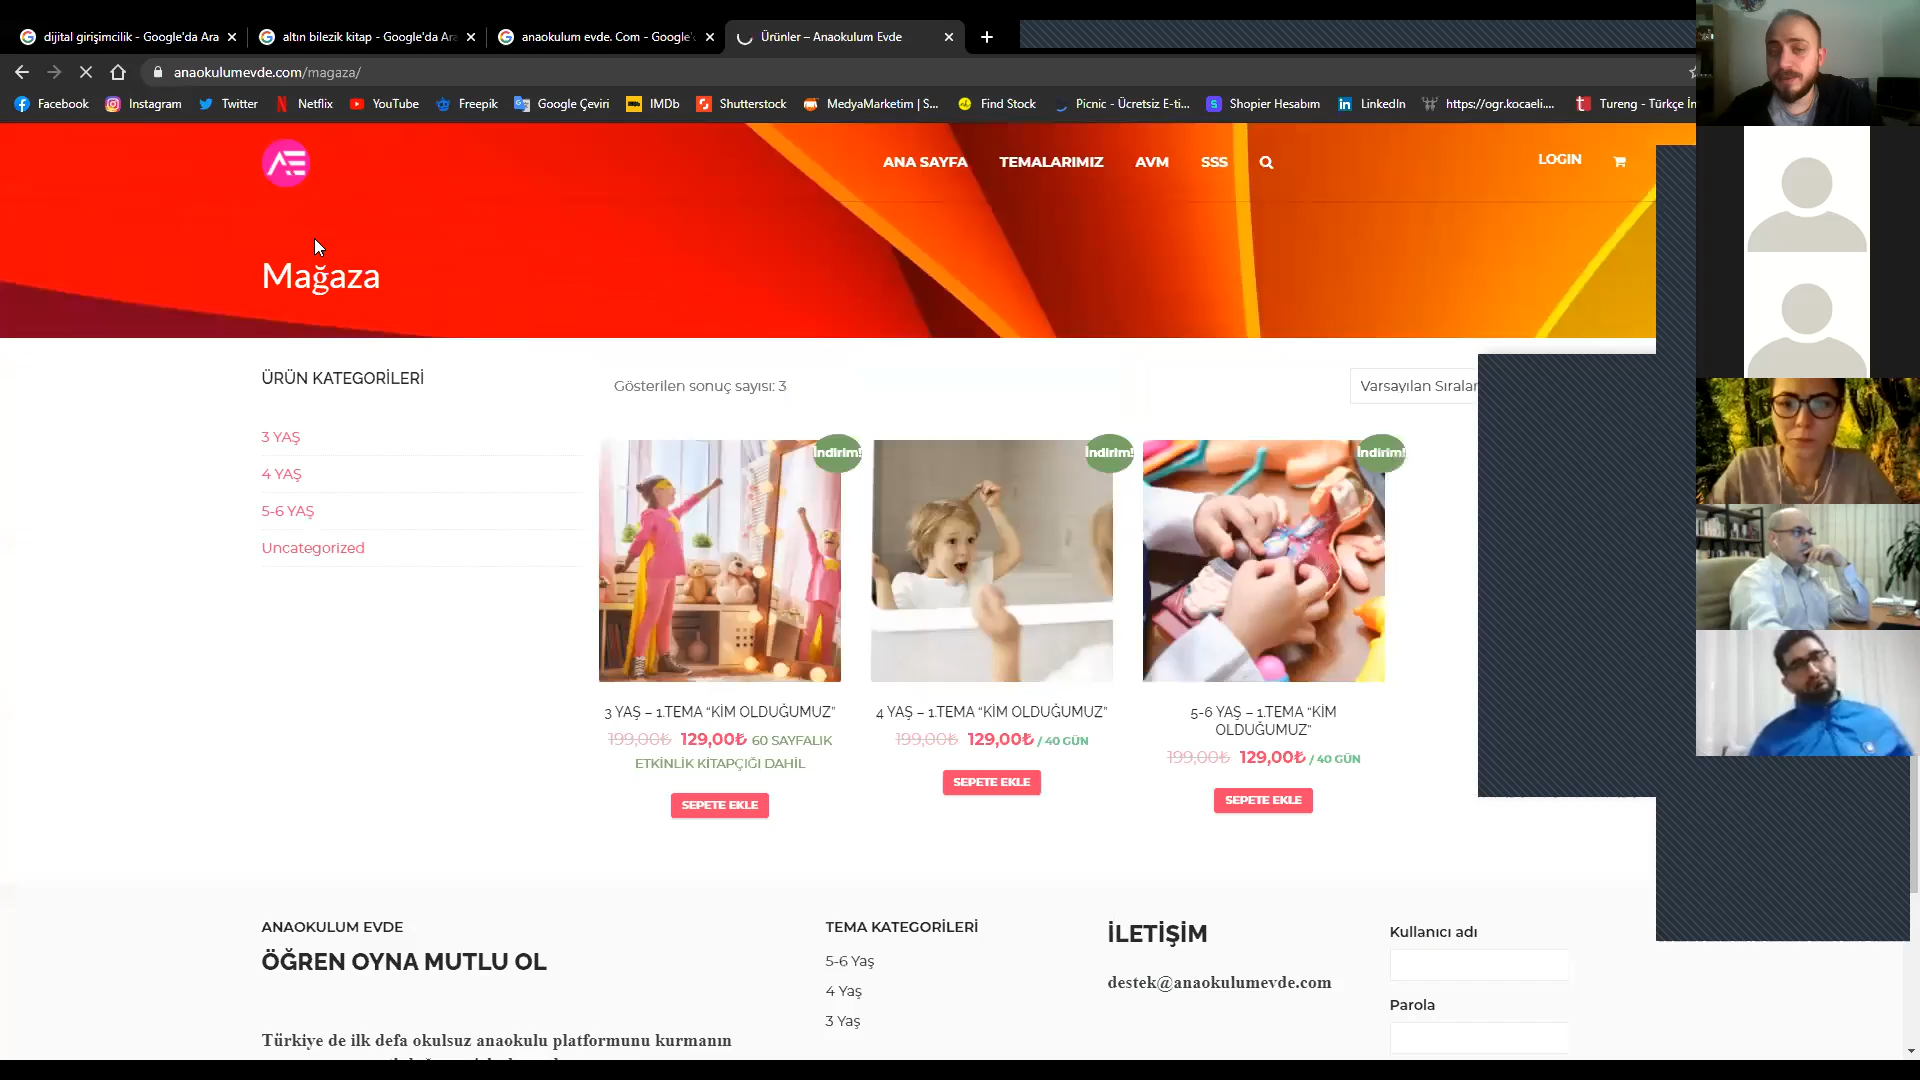 dijital girişimcilik - Google'da Ara
altın bilezik kitap - Google'da Ara
anaokulum evde. Com - Google'
Ürünler – Anaokulum Evde
anaokulumevde.com/magaza/
Facebook
Instagram
Twitter
Netflix
YouTube
Freepik
Google Çeviri
IMDb
Shutterstock
MedyaMarketim | S...
Find Stock
Picnic - Ücretsiz E-ti...
Shopier Hesabım
LinkedIn
https://ogr.kocaeli....
Tureng - Türkçe İn
AE
ANA SAYFA
TEMALARIMIZ
AVM
SSS
LOGIN
Mağaza
ÜRÜN KATEGORİLERİ
3 YAŞ
4 YAŞ
5-6 YAŞ
Uncategorized
Gösterilen sonuç sayısı: 3
Varsayılan Sıralar
İndirim!
İndirim!
İndirim!
3 YAŞ – 1.TEMA “KİM OLDUĞUMUZ”
199,00₺ 129,00₺ 60 SAYFALIK
ETKİNLİK KİTAPÇIĞI DAHİL
SEPETE EKLE
4 YAŞ – 1.TEMA “KİM OLDUĞUMUZ”
199,00₺ 129,00₺ / 40 GÜN
SEPETE EKLE
5-6 YAŞ – 1.TEMA “KİM
OLDUĞUMUZ”
199,00₺ 129,00₺ / 40 GÜN
SEPETE EKLE
ANAOKULUM EVDE
ÖĞREN OYNA MUTLU OL
Türkiye de ilk defa okulsuz anaokulu platformunu kurmanın
TEMA KATEGORİLERİ
5-6 Yaş
4 Yaş
3 Yaş
İLETİŞİM
destek@anaokulumevde.com
Kullanıcı adı
Parola